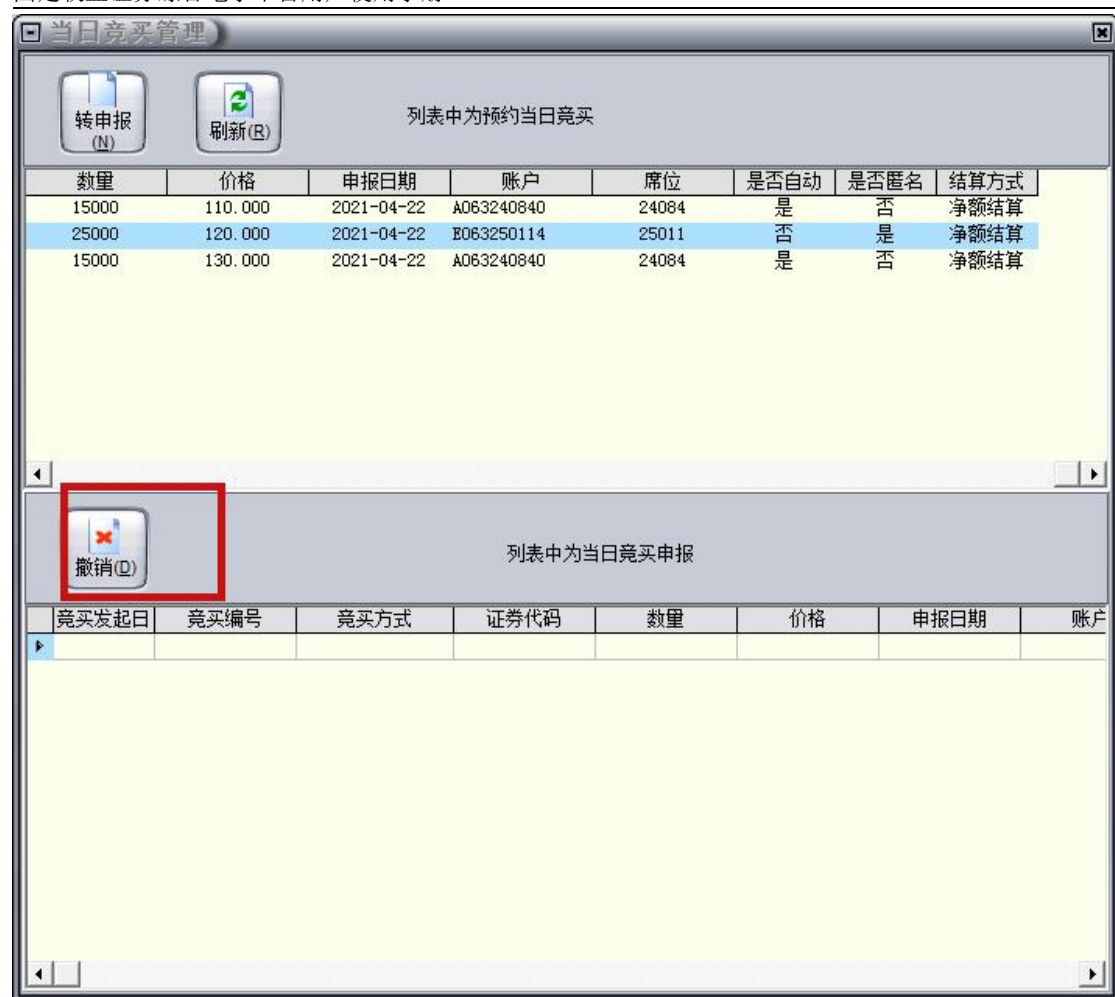 当日竞买管理
转申报
(N)
刷新(R)
列表中为预约当日竞买
数量 价格 申报日期 账户 席位 是否自动 是否匿名 结算方式
15000 110.000 2021-04-22 A063240840 24084 是 否 净额结算
25000 120.000 2021-04-22 E063250114 25011 否 是 净额结算
15000 130.000 2021-04-22 A063240840 24084 是 否 净额结算
撤销(D)
列表中为当日竞买申报
竞买发起日 竞买编号 竞买方式 证券代码 数量 价格 申报日期 账户